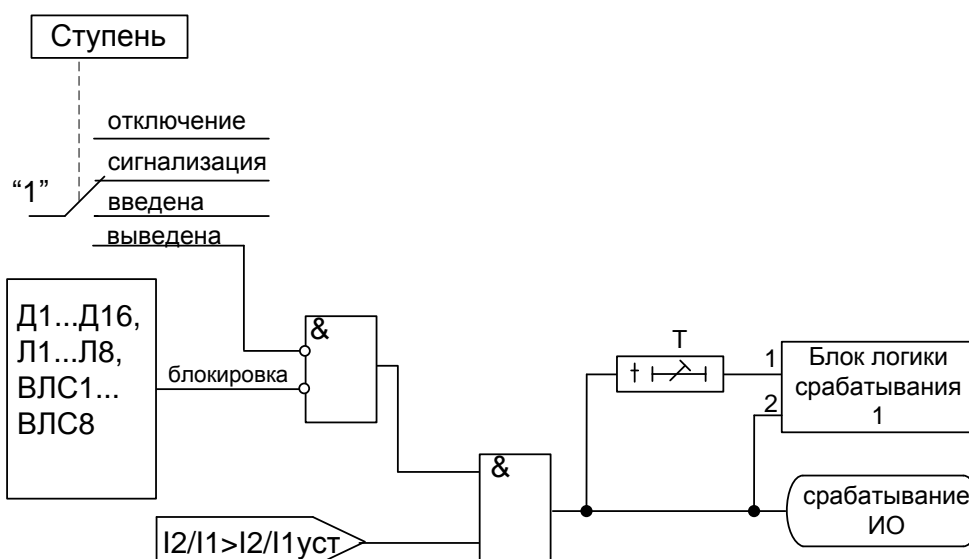 Ступень
отключение
сигнализация
“1”
введена
выведена
Д1...Д16,
Л1...Л8,
ВЛС1...
ВЛС8
блокировка
&
T
1
2
Блок логики
срабатывания
1
&
I2/I1>I2/I1уст
срабатывание
ИО